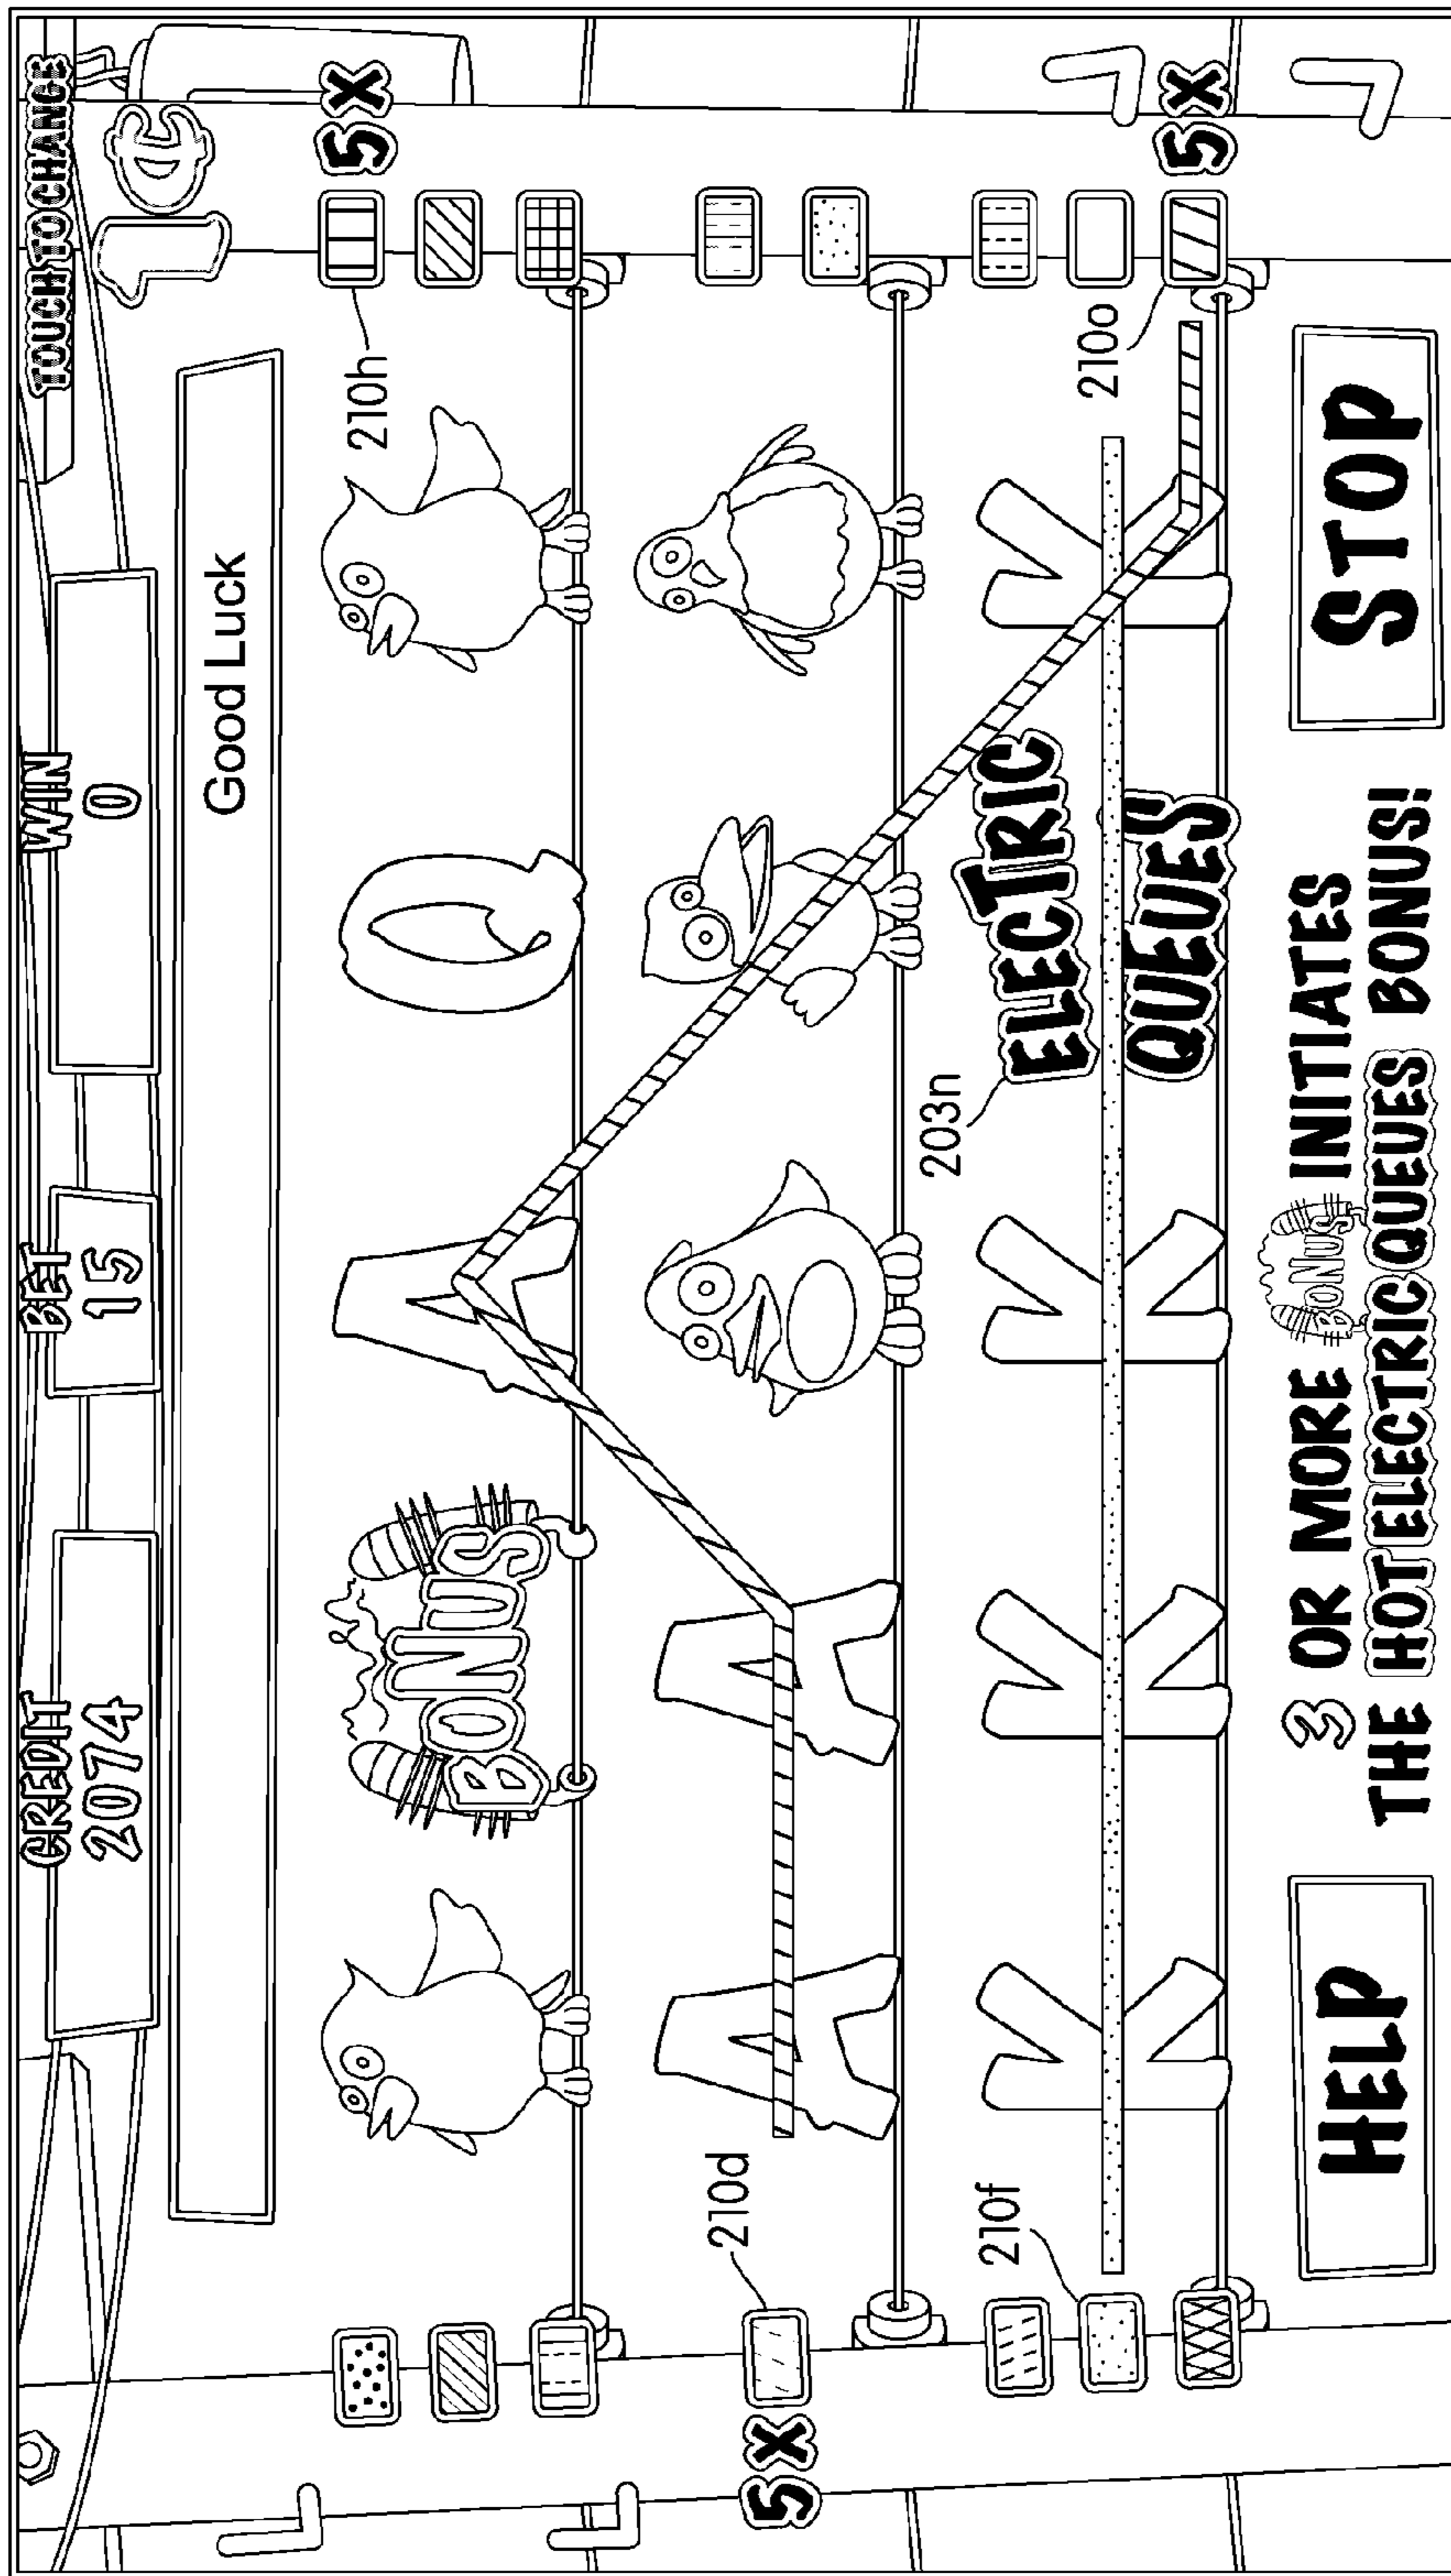 CREDIT
2074
BET
15
WIN
0
TOUCH TO CHANGE
1¢
Good Luck
5X
210h
BONUS
A
Q
5X
210d
A
A
210f
K
K
K
203n
ELECTRIC
QUEUES
K
210o
5X
HELP
3 OR MORE BONUS INITIATES
THE HOT ELECTRIC QUEUES BONUS!
STOP